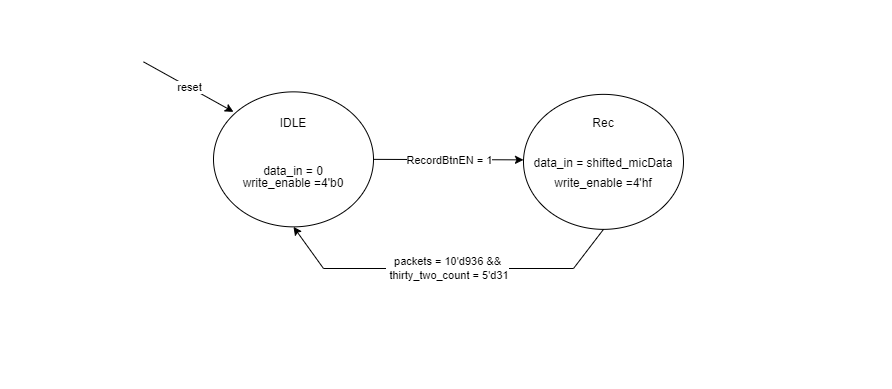 reset
IDLE
data_in = 0
write_enable =4'b0
RecordBtnEN = 1
Rec
data_in = shifted_micData
write_enable =4'hf
packets = 10'd936 &&
thirty_two_count = 5'd31